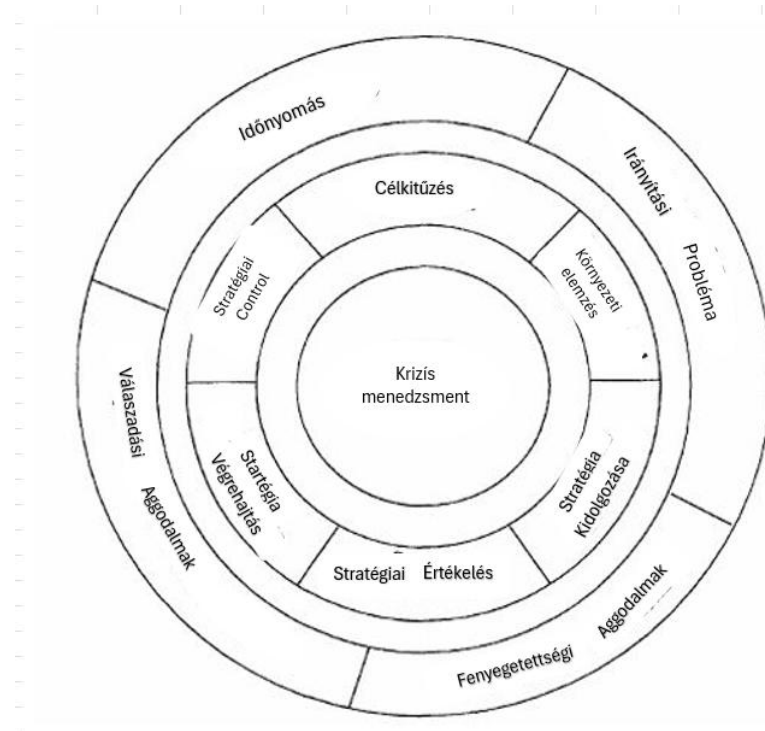 Időnyomás
Irányítási
Probléma
Célkitűzés
Stratégiai
Control
Környezeti
elemzés
Krizís
menedzsment
Válaszadási
Aggodalmak
Startégia
Végrehajtás
Stratégia
Kidolgozása
Stratégiai Értékelés
Fenyegetettségi
Aggodalmak